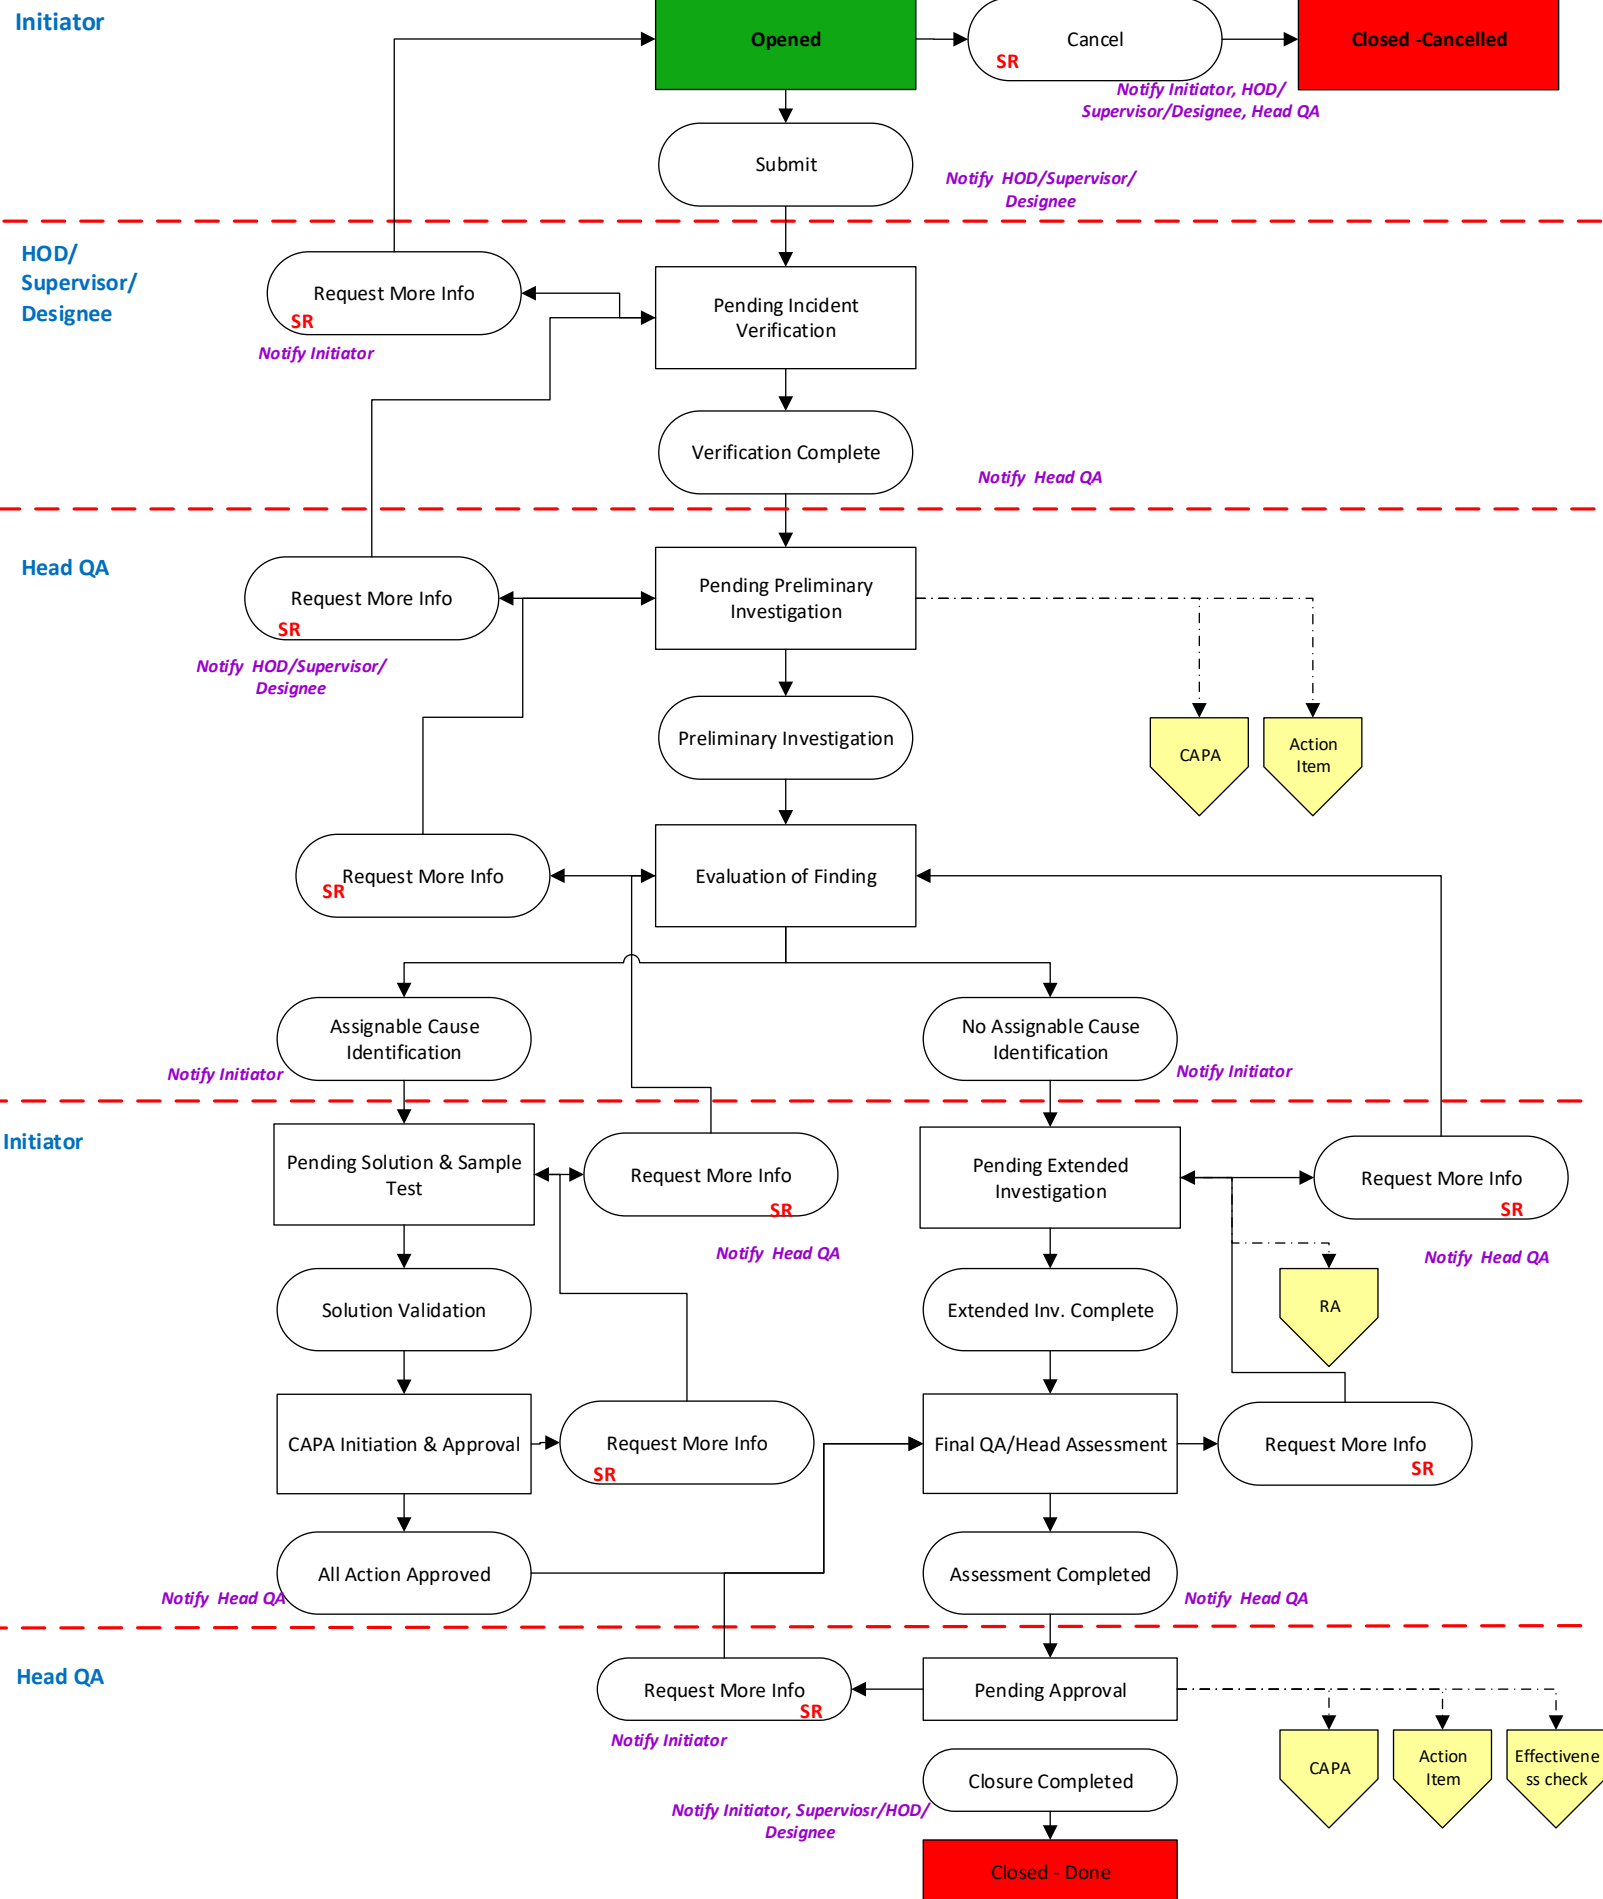 Initiator
Opened
Cancel
SR
Closed -Cancelled
Notify Initiator, HOD/
Supervisor/Designee, Head QA
Submit
Notify HOD/Supervisor/
Designee
HOD/
Supervisor/
Designee
Request More Info
SR
Notify Initiator
Pending Incident
Verification
Verification Complete
Notify Head QA
Head QA
Request More Info
SR
Notify HOD/Supervisor/
Designee
Pending Preliminary
Investigation
Preliminary Investigation
CAPA
Action
Item
Request More Info
SR
Evaluation of Finding
Assignable Cause
Identification
Notify Initiator
No Assignable Cause
Identification
Notify Initiator
Initiator
Pending Solution & Sample
Test
Request More Info
SR
Notify Head QA
Pending Extended
Investigation
Request More Info
SR
Notify Head QA
Solution Validation
Extended Inv. Complete
RA
CAPA Initiation & Approval
Request More Info
SR
Final QA/Head Assessment
Request More Info
SR
All Action Approved
Notify Head QA
Assessment Completed
Notify Head QA
Head QA
Request More Info
SR
Notify Initiator
Pending Approval
CAPA
Action
Item
Effectivene
ss check
Closure Completed
Notify Initiator, Superviosr/HOD/
Designee
Closed - Done